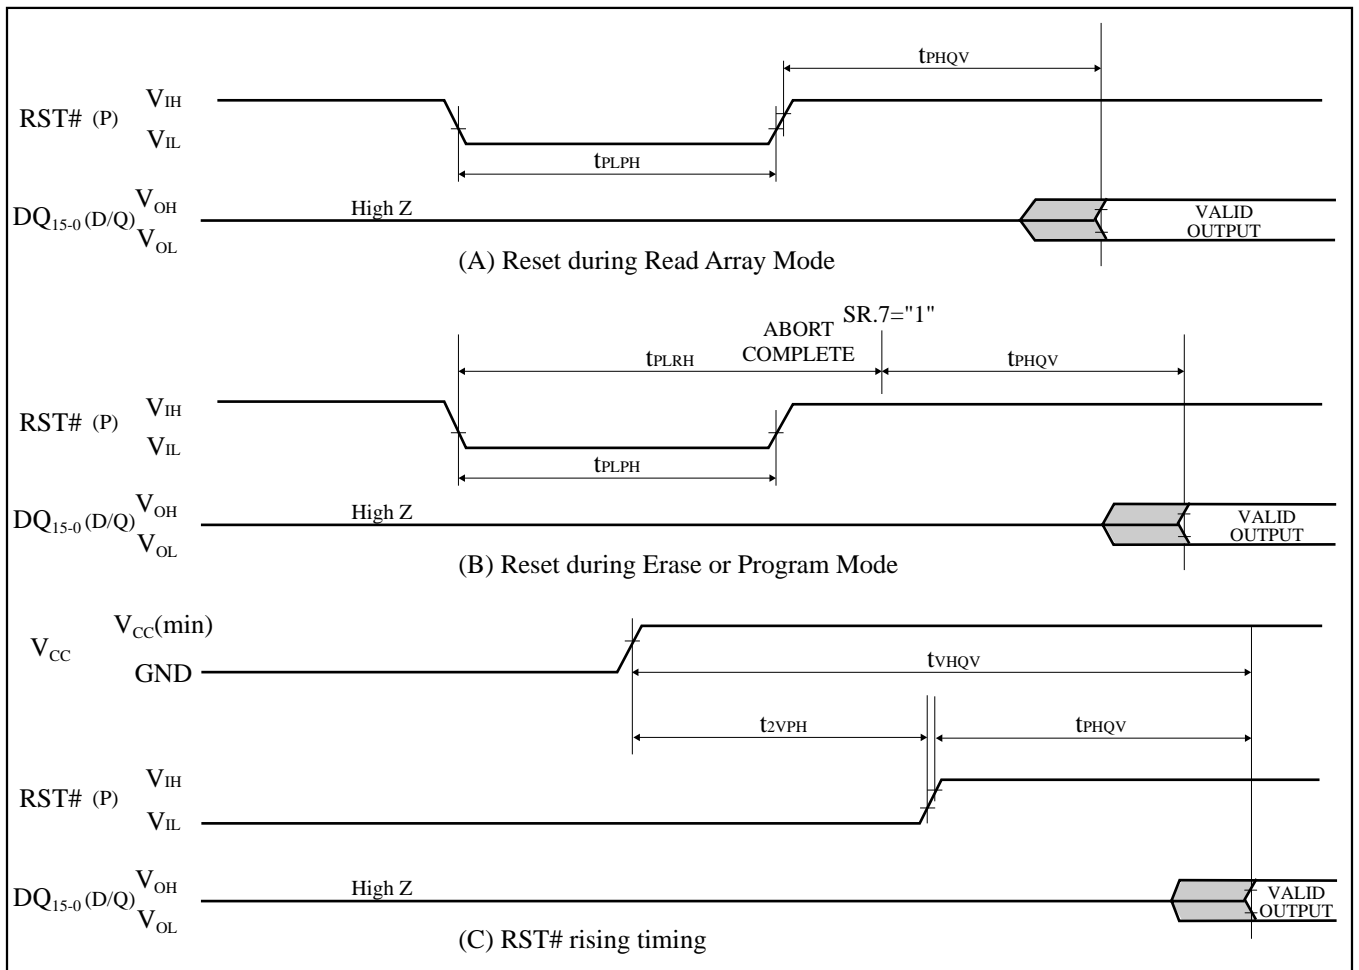 tPHQV
VIH
RST# (P)
VIL
tPLPH
VOH
DQ15-0 (D/Q)
High Z
VALID
OUTPUT
VOL
(A) Reset during Read Array Mode
SR.7="1"
ABORT
COMPLETE
tPLRH
tPHQV
VIH
RST# (P)
VIL
tPLPH
VOH
DQ15-0 (D/Q)
High Z
VALID
OUTPUT
VOL
(B) Reset during Erase or Program Mode
VCC(min)
VCC
GND
tVHQV
t2VPH
tPHQV
VIH
RST# (P)
VIL
VOH
DQ15-0 (D/Q)
High Z
VALID
OUTPUT
VOL
(C) RST# rising timing